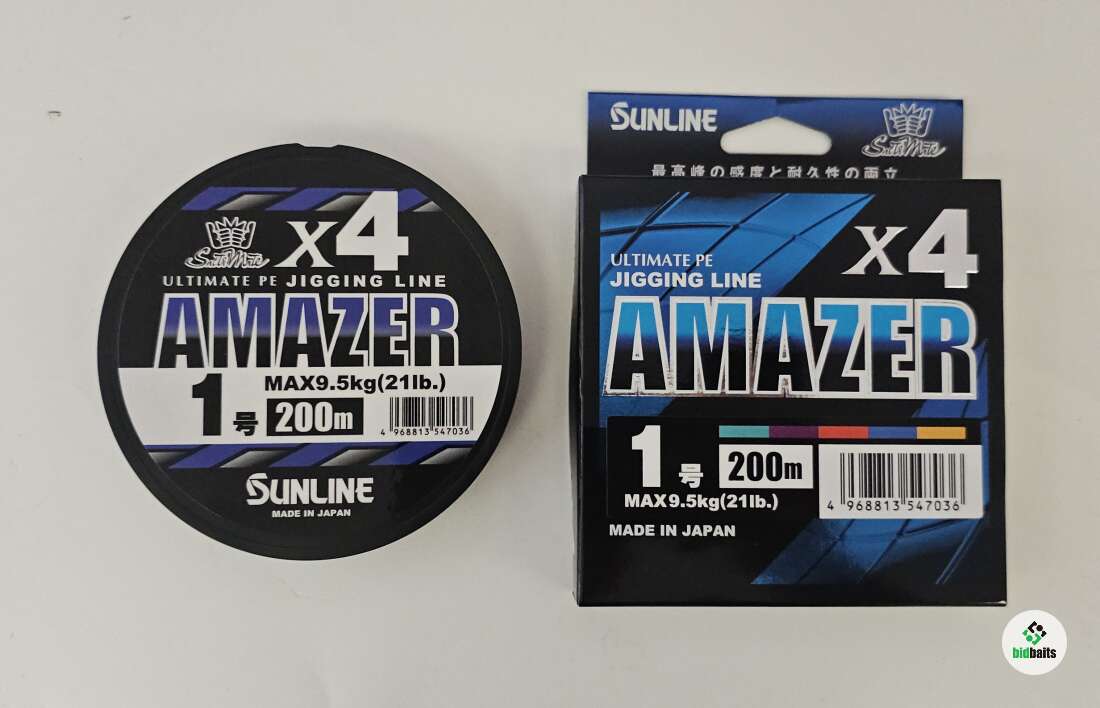 SaltiMate
X4
ULTIMATE PE JIGGING LINE
AMAZER
MAX9.5kg(21lb.)
1号 200m
4 968813 547036
SUNLINE
MADE IN JAPAN
SUNLINE
SaltiMate
最高峰の感度と耐久性の両立
X4
ULTIMATE PE
JIGGING LINE
AMAZER
1号 200m
MAX9.5kg(21lb.)
4 968813 547036
MADE IN JAPAN
bidbaits